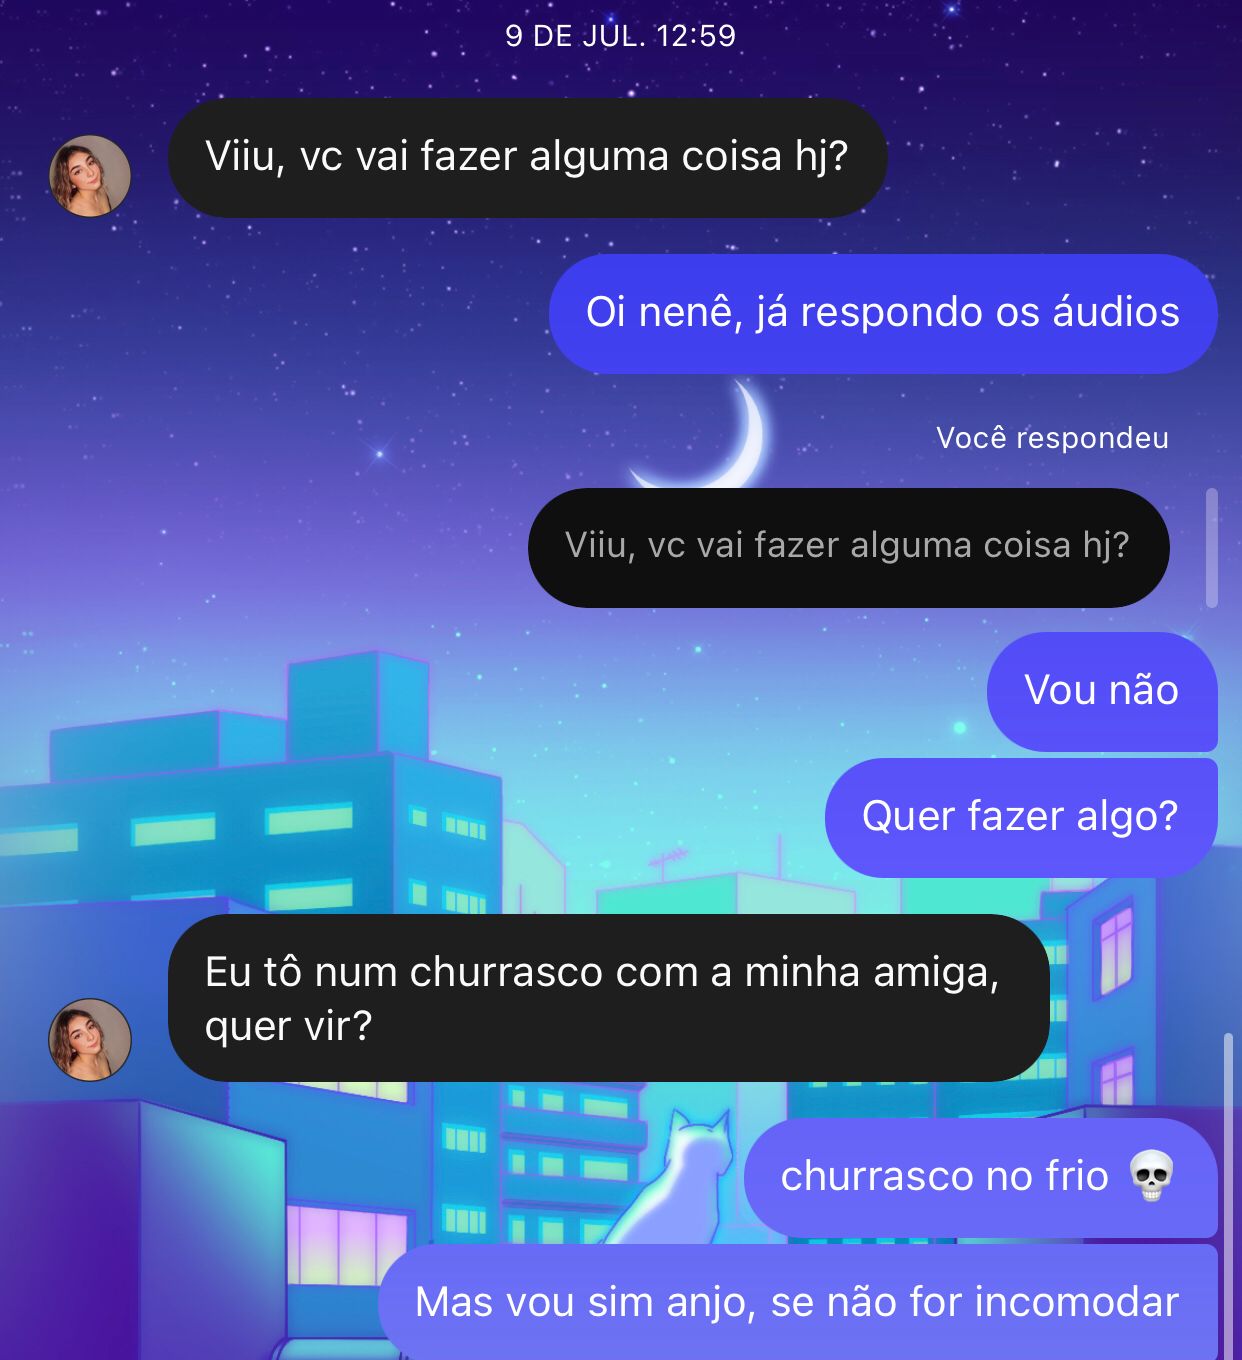 9 DE JUL. 12:59
Viiu, vc vai fazer alguma coisa hj?
Oi nenê, já respondo os áudios
Você respondeu
Viiu, vc vai fazer alguma coisa hj?
Vou não
Quer fazer algo?
Eu tô num churrasco com a minha amiga,
quer vir?
churrasco no frio 💀
Mas vou sim anjo, se não for incomodar